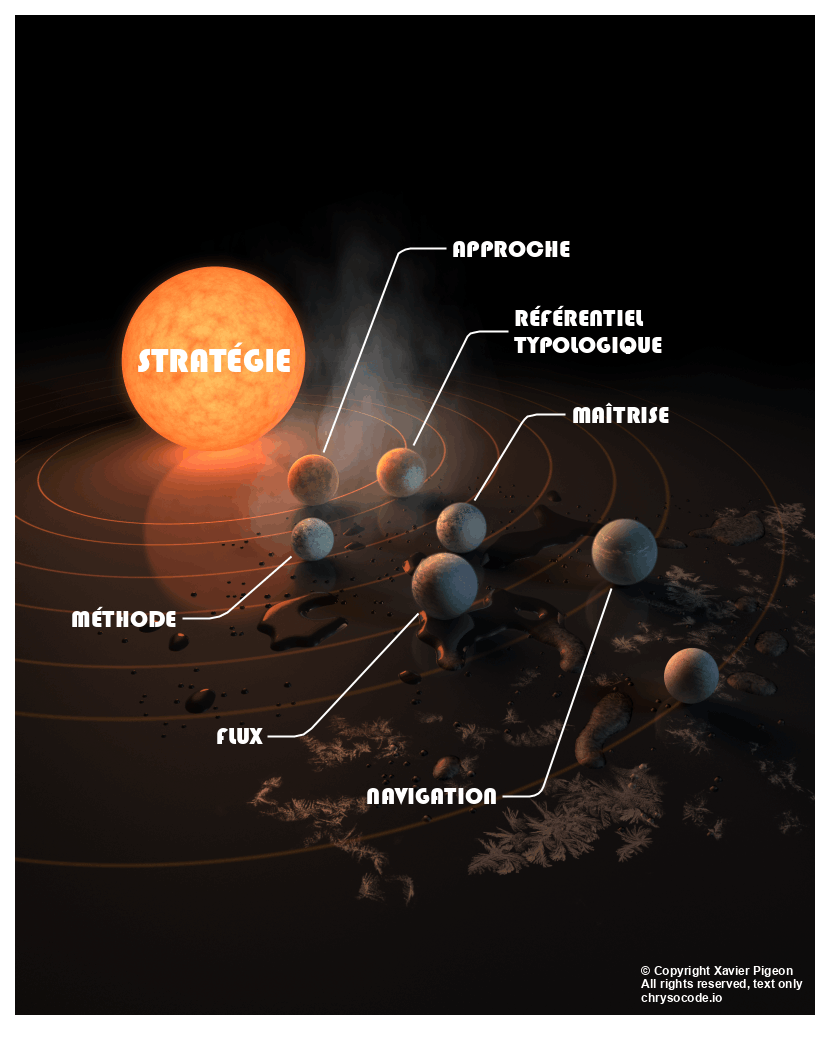 APPROCHE
RÉFÉRENTIEL
TYPOLOGIQUE
STRATÉGIE
MAÎTRISE
MÉTHODE
FLUX
NAVIGATION
© Copyright Xavier Pigeon
All rights reserved, text only
chrysocode.io